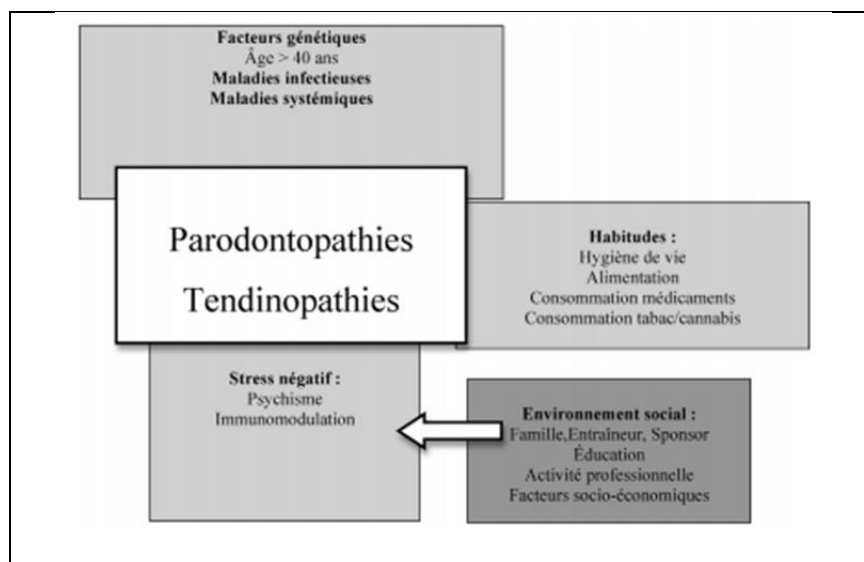 Facteurs génétiques
Âge > 40 ans
Maladies infectieuses
Maladies systémiques
Parodontopathies
Tendinopathies
Habitudes :
Hygiène de vie
Alimentation
Consommation médicaments
Consommation tabac/cannabis
Stress négatif :
Psychisme
Immunomodulation
Environnement social :
Famille,Entraîneur, Sponsor
Éducation
Activité professionnelle
Facteurs socio-économiques